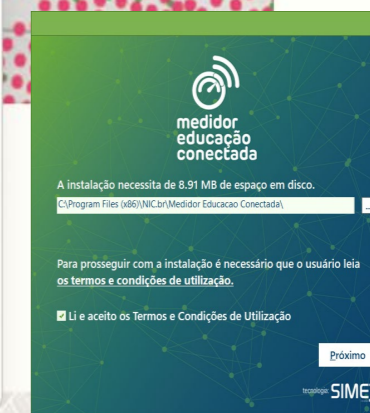 medidor
educação
conectada
A instalação necessita de 8.91 MB de espaço em disco.
C:\Program Files (x86)\NIC.br\Medidor Educacao Conectada\
...
Para prosseguir com a instalação é necessário que o usuário leia
os termos e condições de utilização.
Li e aceito os Termos e Condições de Utilização
Próximo
tecnologia: SIME